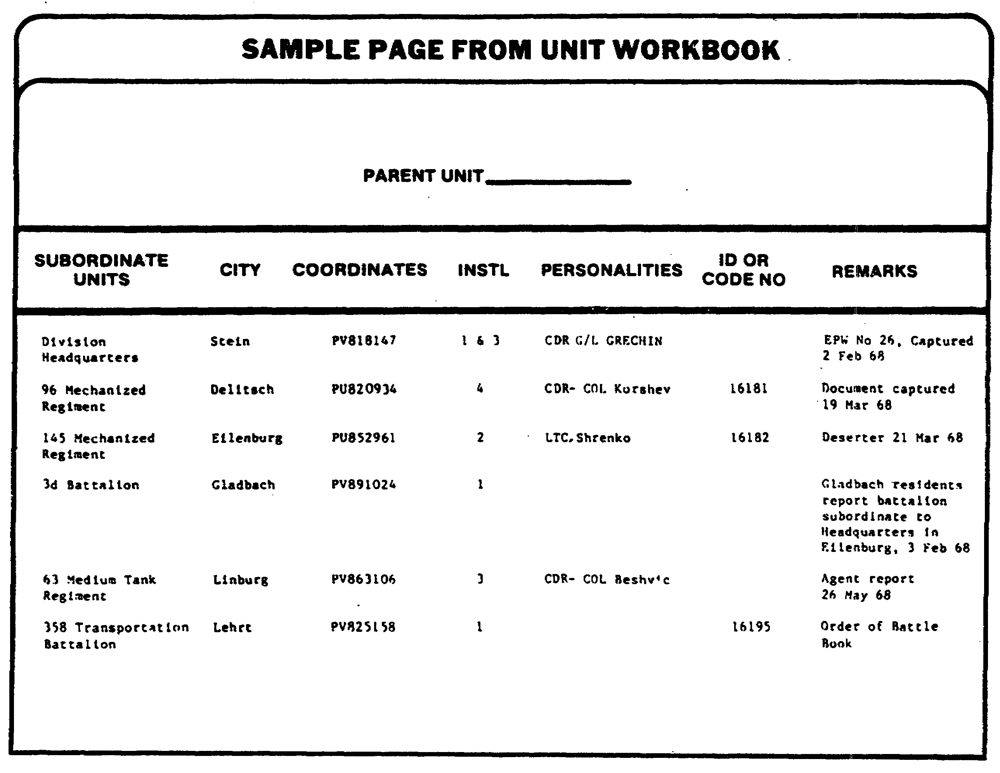 SAMPLE PAGE FROM UNIT WORKBOOK
PARENT UNIT
SUBORDINATE UNITS CITY COORDINATES INSTL PERSONALITIES ID OR CODE NO REMARKS
Division Stein PV818147 1 & 3 CDR G/L GRECHIN EPW No 26, Captured
Headquarters 2 Feb 68
96 Mechanized Delitsch PU820934 4 CDR- COL Korshev 16181 Document captured
Regiment 19 Mar 68
145 Mechanized Eilenburg PU852961 2 LTC. Shrenko 16182 Deserter 21 Mar 68
Regiment
3d Battalion Gladbach PV891024 1 Gladbach residents
report battalion
subordinate to
Headquarters in
Eilenburg, 3 Feb 68
63 Medium Tank Linburg PV863106 3 CDR- COL Agent report
Regiment 26 May 68
358 Transportation Lehrt PV825158 1 16195 Order of Battle
Battalion Book